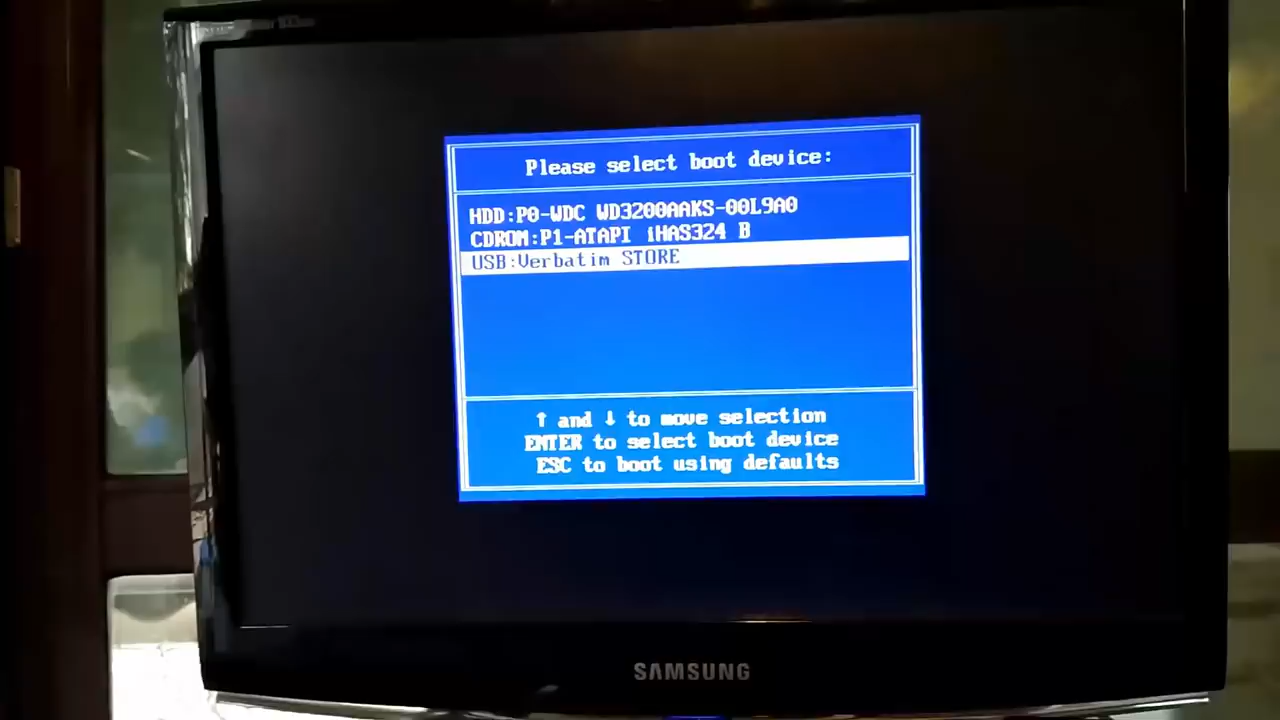 Please select boot device:
HDD:P0-WDC WD3200AAKS-00L9A0
CDROM:P1-ATAPI iHAS324 B
USB:Verbatim STORE
↑ and ↓ to move selection
ENTER to select boot device
ESC to boot using defaults
SAMSUNG